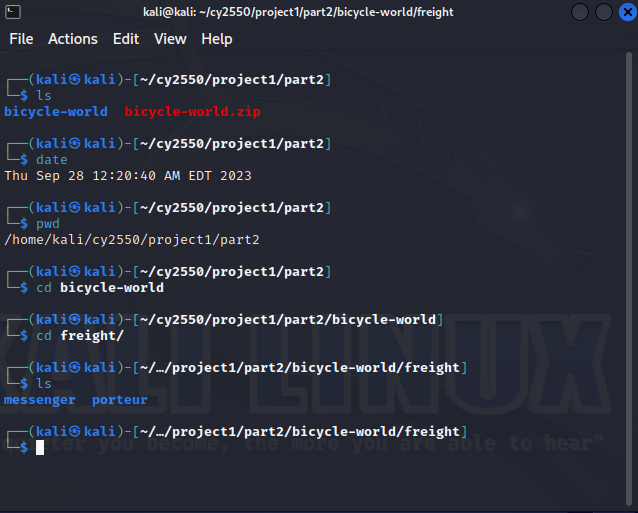 kali@kali: ~/cy2550/project1/part2/bicycle-world/freight
File Actions Edit View Help
┌──(kali㉿kali)-[~/cy2550/project1/part2]
└─$ ls
bicycle-world bicycle-world.zip
┌──(kali㉿kali)-[~/cy2550/project1/part2]
└─$ date
Thu Sep 28 12:20:40 AM EDT 2023
┌──(kali㉿kali)-[~/cy2550/project1/part2]
└─$ pwd
/home/kali/cy2550/project1/part2
┌──(kali㉿kali)-[~/cy2550/project1/part2]
└─$ cd bicycle-world
┌──(kali㉿kali)-[~/cy2550/project1/part2/bicycle-world]
└─$ cd freight/
┌──(kali㉿kali)-[~/…/project1/part2/bicycle-world/freight]
└─$ ls
messenger porteur
┌──(kali㉿kali)-[~/…/project1/part2/bicycle-world/freight]
└─$
KALI LINUX
you become, the more you are able to hear"